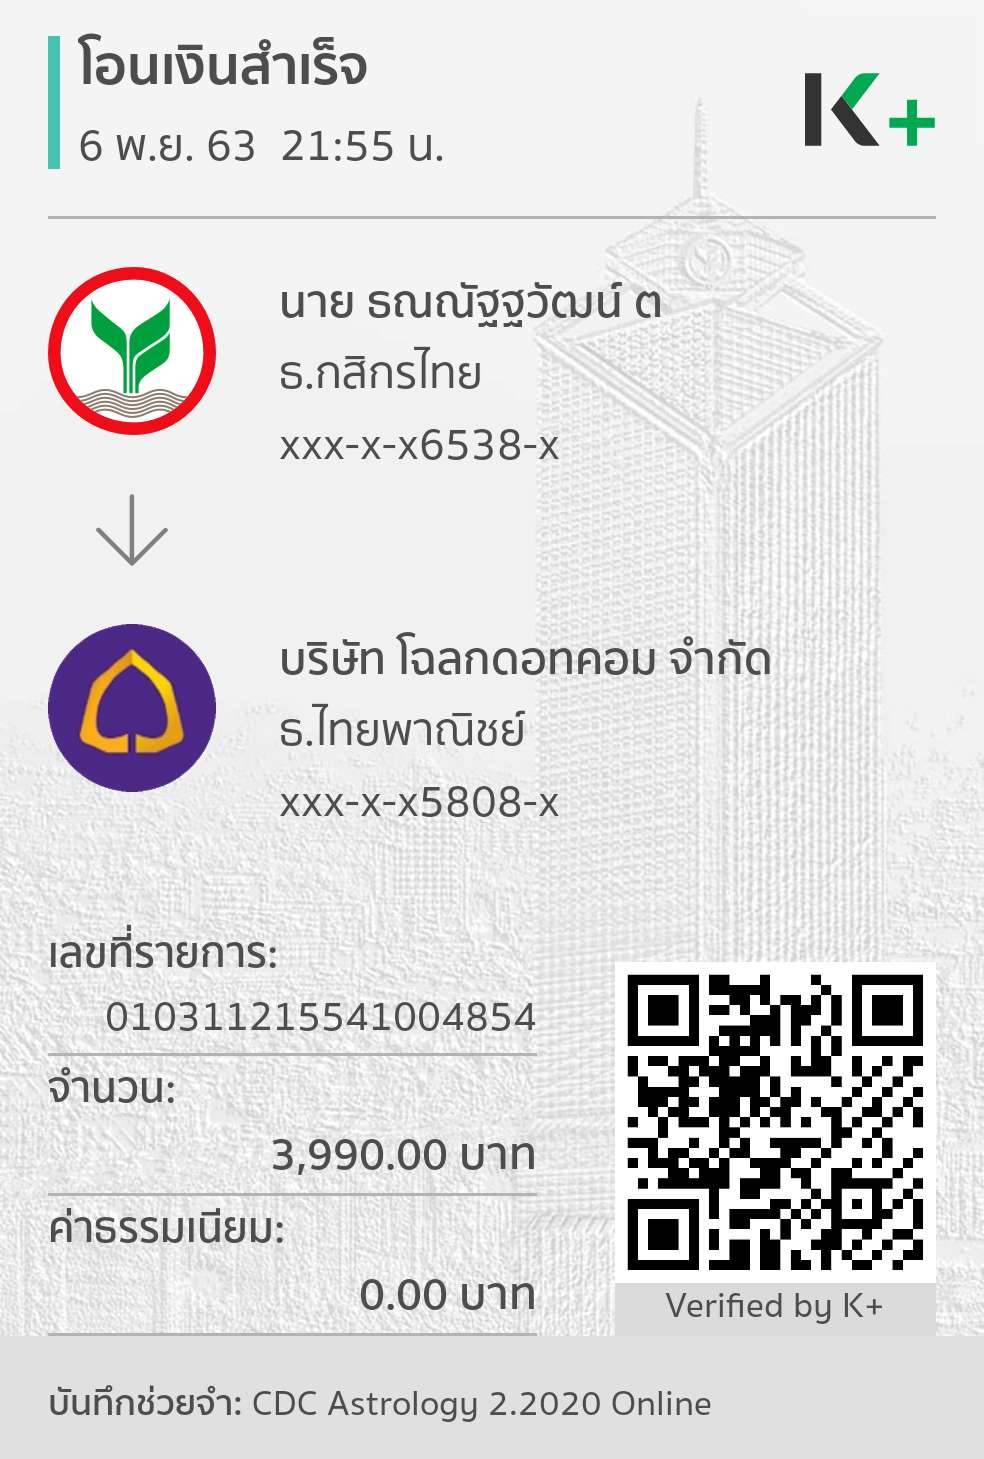 โอนเงินสำเร็จ
6 พ.ย. 63 21:55 น.
K+
นาย ธณณัฐฐวัฒน์ ต
ธ.กสิกรไทย
xxx-x-x6538-x
บริษัท โฉลกดอทคอม จำกัด
ธ.ไทยพาณิชย์
xxx-x-x5808-x
เลขที่รายการ:
010311215541004854
จำนวน:
3,990.00 บาท
ค่าธรรมเนียม:
0.00 บาท
Verified by K+
บันทึกช่วยจำ: CDC Astrology 2.2020 Online